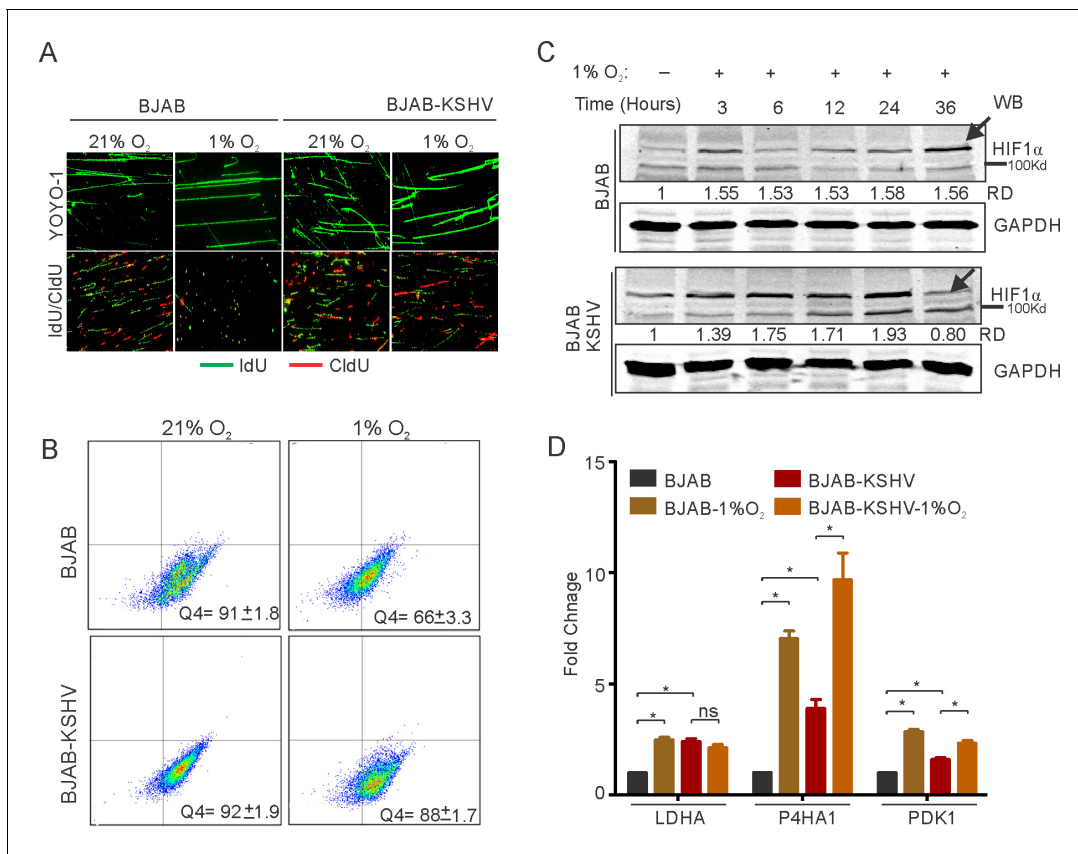 A
BJAB
BJAB-KSHV
21% O2
1% O2
21% O2
1% O2
YOYO-1
IdU/CldU
IdU
CldU
B
21% O2
1% O2
BJAB
Q4= 91±1.8
Q4= 66±3.3
BJAB-KSHV
Q4= 92±1.9
Q4= 88±1.7
C
1% O2: – + + + + +
Time (Hours) 3 6 12 24 36 WB
BJAB
HIF1α
100Kd
1 1.55 1.53 1.53 1.58 1.56 RD
GAPDH
BJAB
KSHV
HIF1α
100Kd
1 1.39 1.75 1.71 1.93 0.80 RD
GAPDH
D
Fold Chnage
15
10
5
0
BJAB
BJAB-KSHV
BJAB-1%O2
BJAB-KSHV-1%O2
* * ns
* * *
* * *
LDHA P4HA1 PDK1